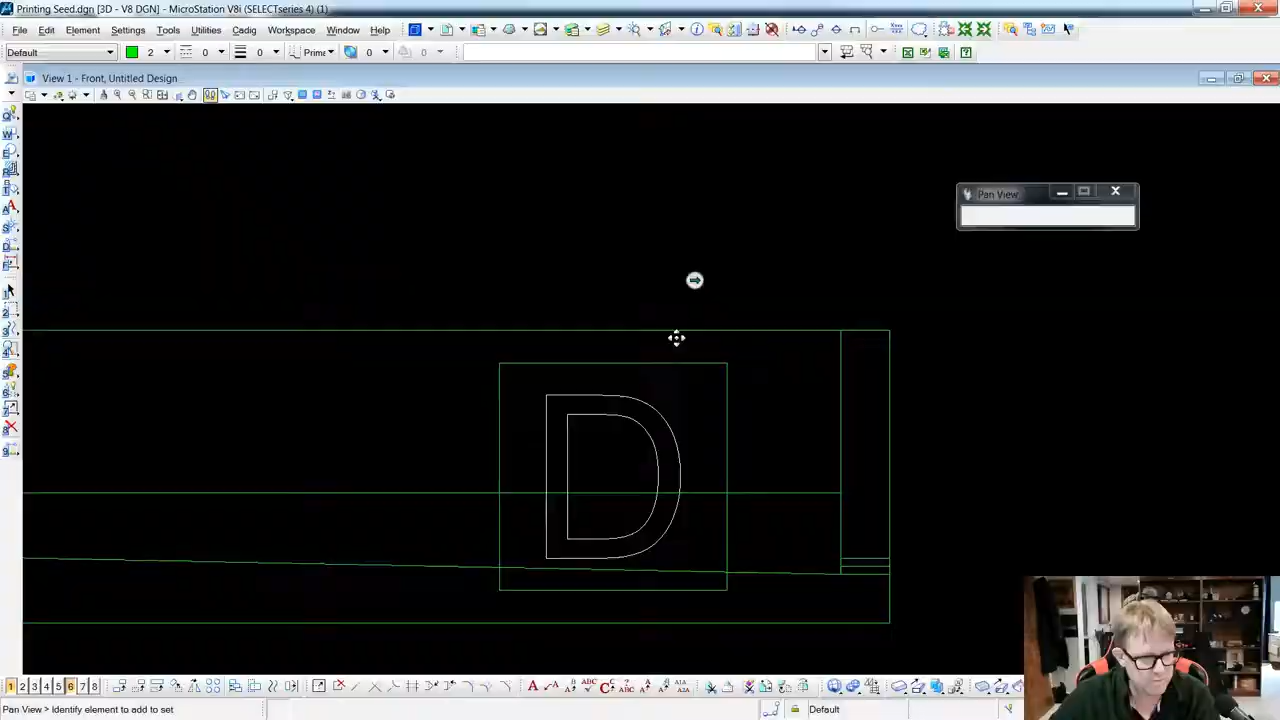 Printing Seed.dgn [3D - V8 DGN] - MicroStation V8i (SELECTseries 4) (1)
File Edit Element Settings Tools Utilities Cadig Workspace Window Help
Default 2 0 0 Prima 0 0
View 1 - Front, Untitled Design
Pan View
D
1 2 3 4 5 6 7 8
Pan View > Identify element to add to set
Default